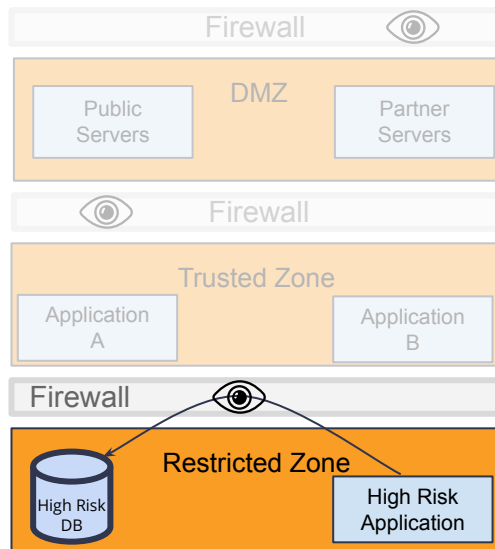 Firewall
DMZ
Public
Servers
Partner
Servers
Firewall
Trusted Zone
Application
A
Application
B
Firewall
Restricted Zone
High Risk
DB
High Risk
Application